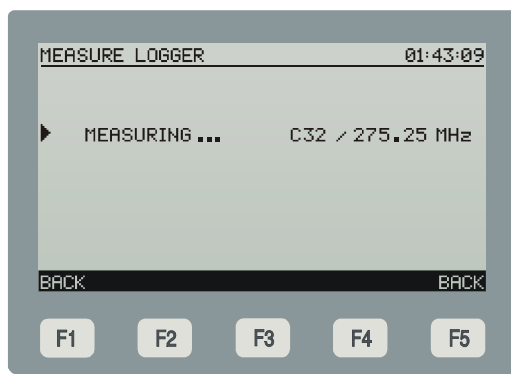 MEASURE LOGGER 01:43:09
MEASURING... C32 / 275.25 MHz
BACK BACK
F1 F2 F3 F4 F5